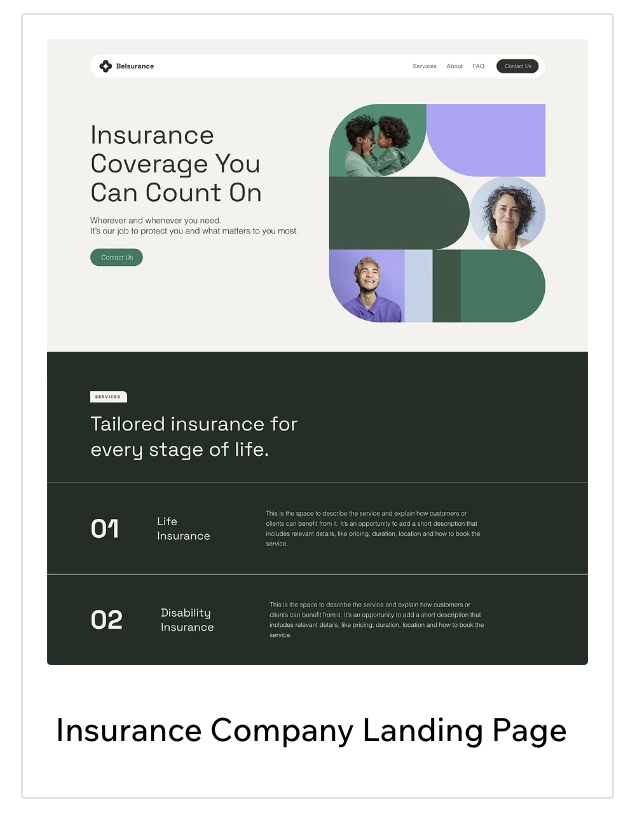 Belsurance
Services About FAQ Contact Us
Insurance
Coverage You
Can Count On
Wherever and whenever you need.
It's our job to protect you and what matters to you most.
Contact Us
SERVICES
Tailored insurance for
every stage of life.
01
Life
Insurance
This is the space to describe the service and explain how customers or
clients can benefit from it. It's an opportunity to add a short description that
includes relevant details, like pricing, duration, location and how to book the
service.
02
Disability
Insurance
This is the space to describe the service and explain how customers or
clients can benefit from it. It's an opportunity to add a short description that
includes relevant details, like pricing, duration, location and how to book the
service.
Insurance Company Landing Page